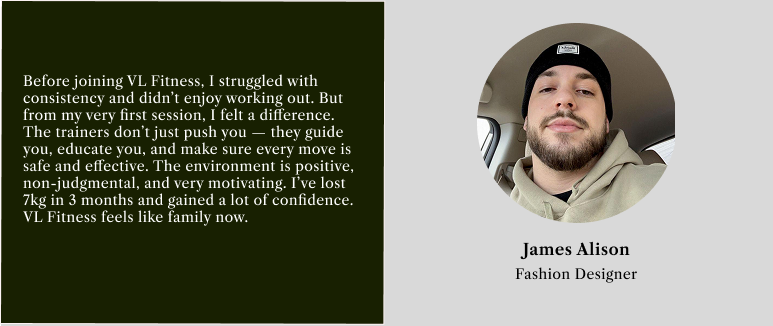 Before joining VL Fitness, I struggled with
consistency and didn't enjoy working out. But
from my very first session, I felt a difference.
The trainers don't just push you — they guide
you, educate you, and make sure every move is
safe and effective. The environment is positive,
non-judgmental, and very motivating. I've lost
7kg in 3 months and gained a lot of confidence.
VL Fitness feels like family now.
James Alison
Fashion Designer